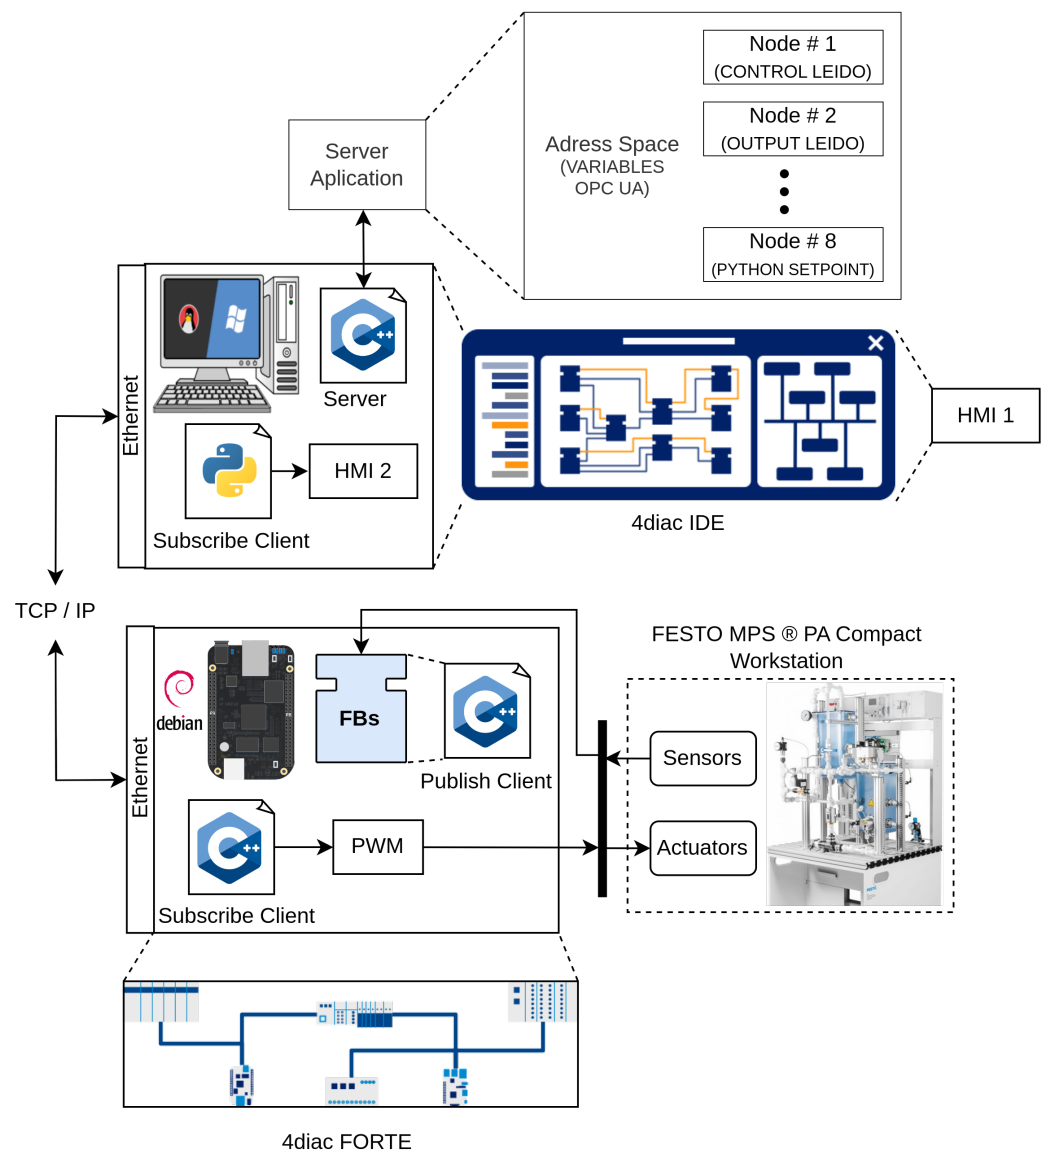 Node # 1
(CONTROL LEIDO)
Node # 2
(OUTPUT LEIDO)
Adress Space
(VARIABLES
OPC UA)
Node # 8
(PYTHON SETPOINT)
Server
Aplication
C ++
Server
Ethernet
HMI 2
Subscribe Client
4diac IDE
HMI 1
TCP / IP
FESTO MPS ® PA Compact
Workstation
debian
FBs
C ++
Publish Client
Sensors
Ethernet
C ++
PWM
Actuators
Subscribe Client
4diac FORTE